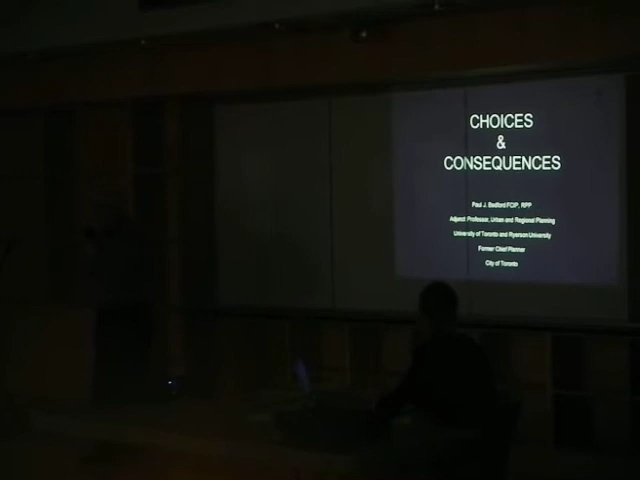 CHOICES
&
CONSEQUENCES
Paul J. Bedford FCIP, RPP
Adjunct Professor, Urban and Regional Planning
University of Toronto and Ryerson University
Former Chief Planner
City of Toronto